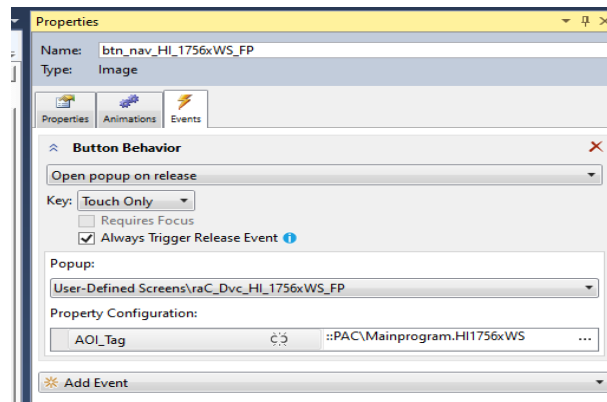 Properties
Name: btn_nav_HI_1756xWS_FP
Type: Image
Properties Animations Events
Button Behavior
Open popup on release
Key: Touch Only
Requires Focus
Always Trigger Release Event
Popup:
User-Defined Screens\raC_Dvc_HI_1756xWS_FP
Property Configuration:
AOI_Tag ::PAC\Mainprogram.HI1756xWS ...
Add Event